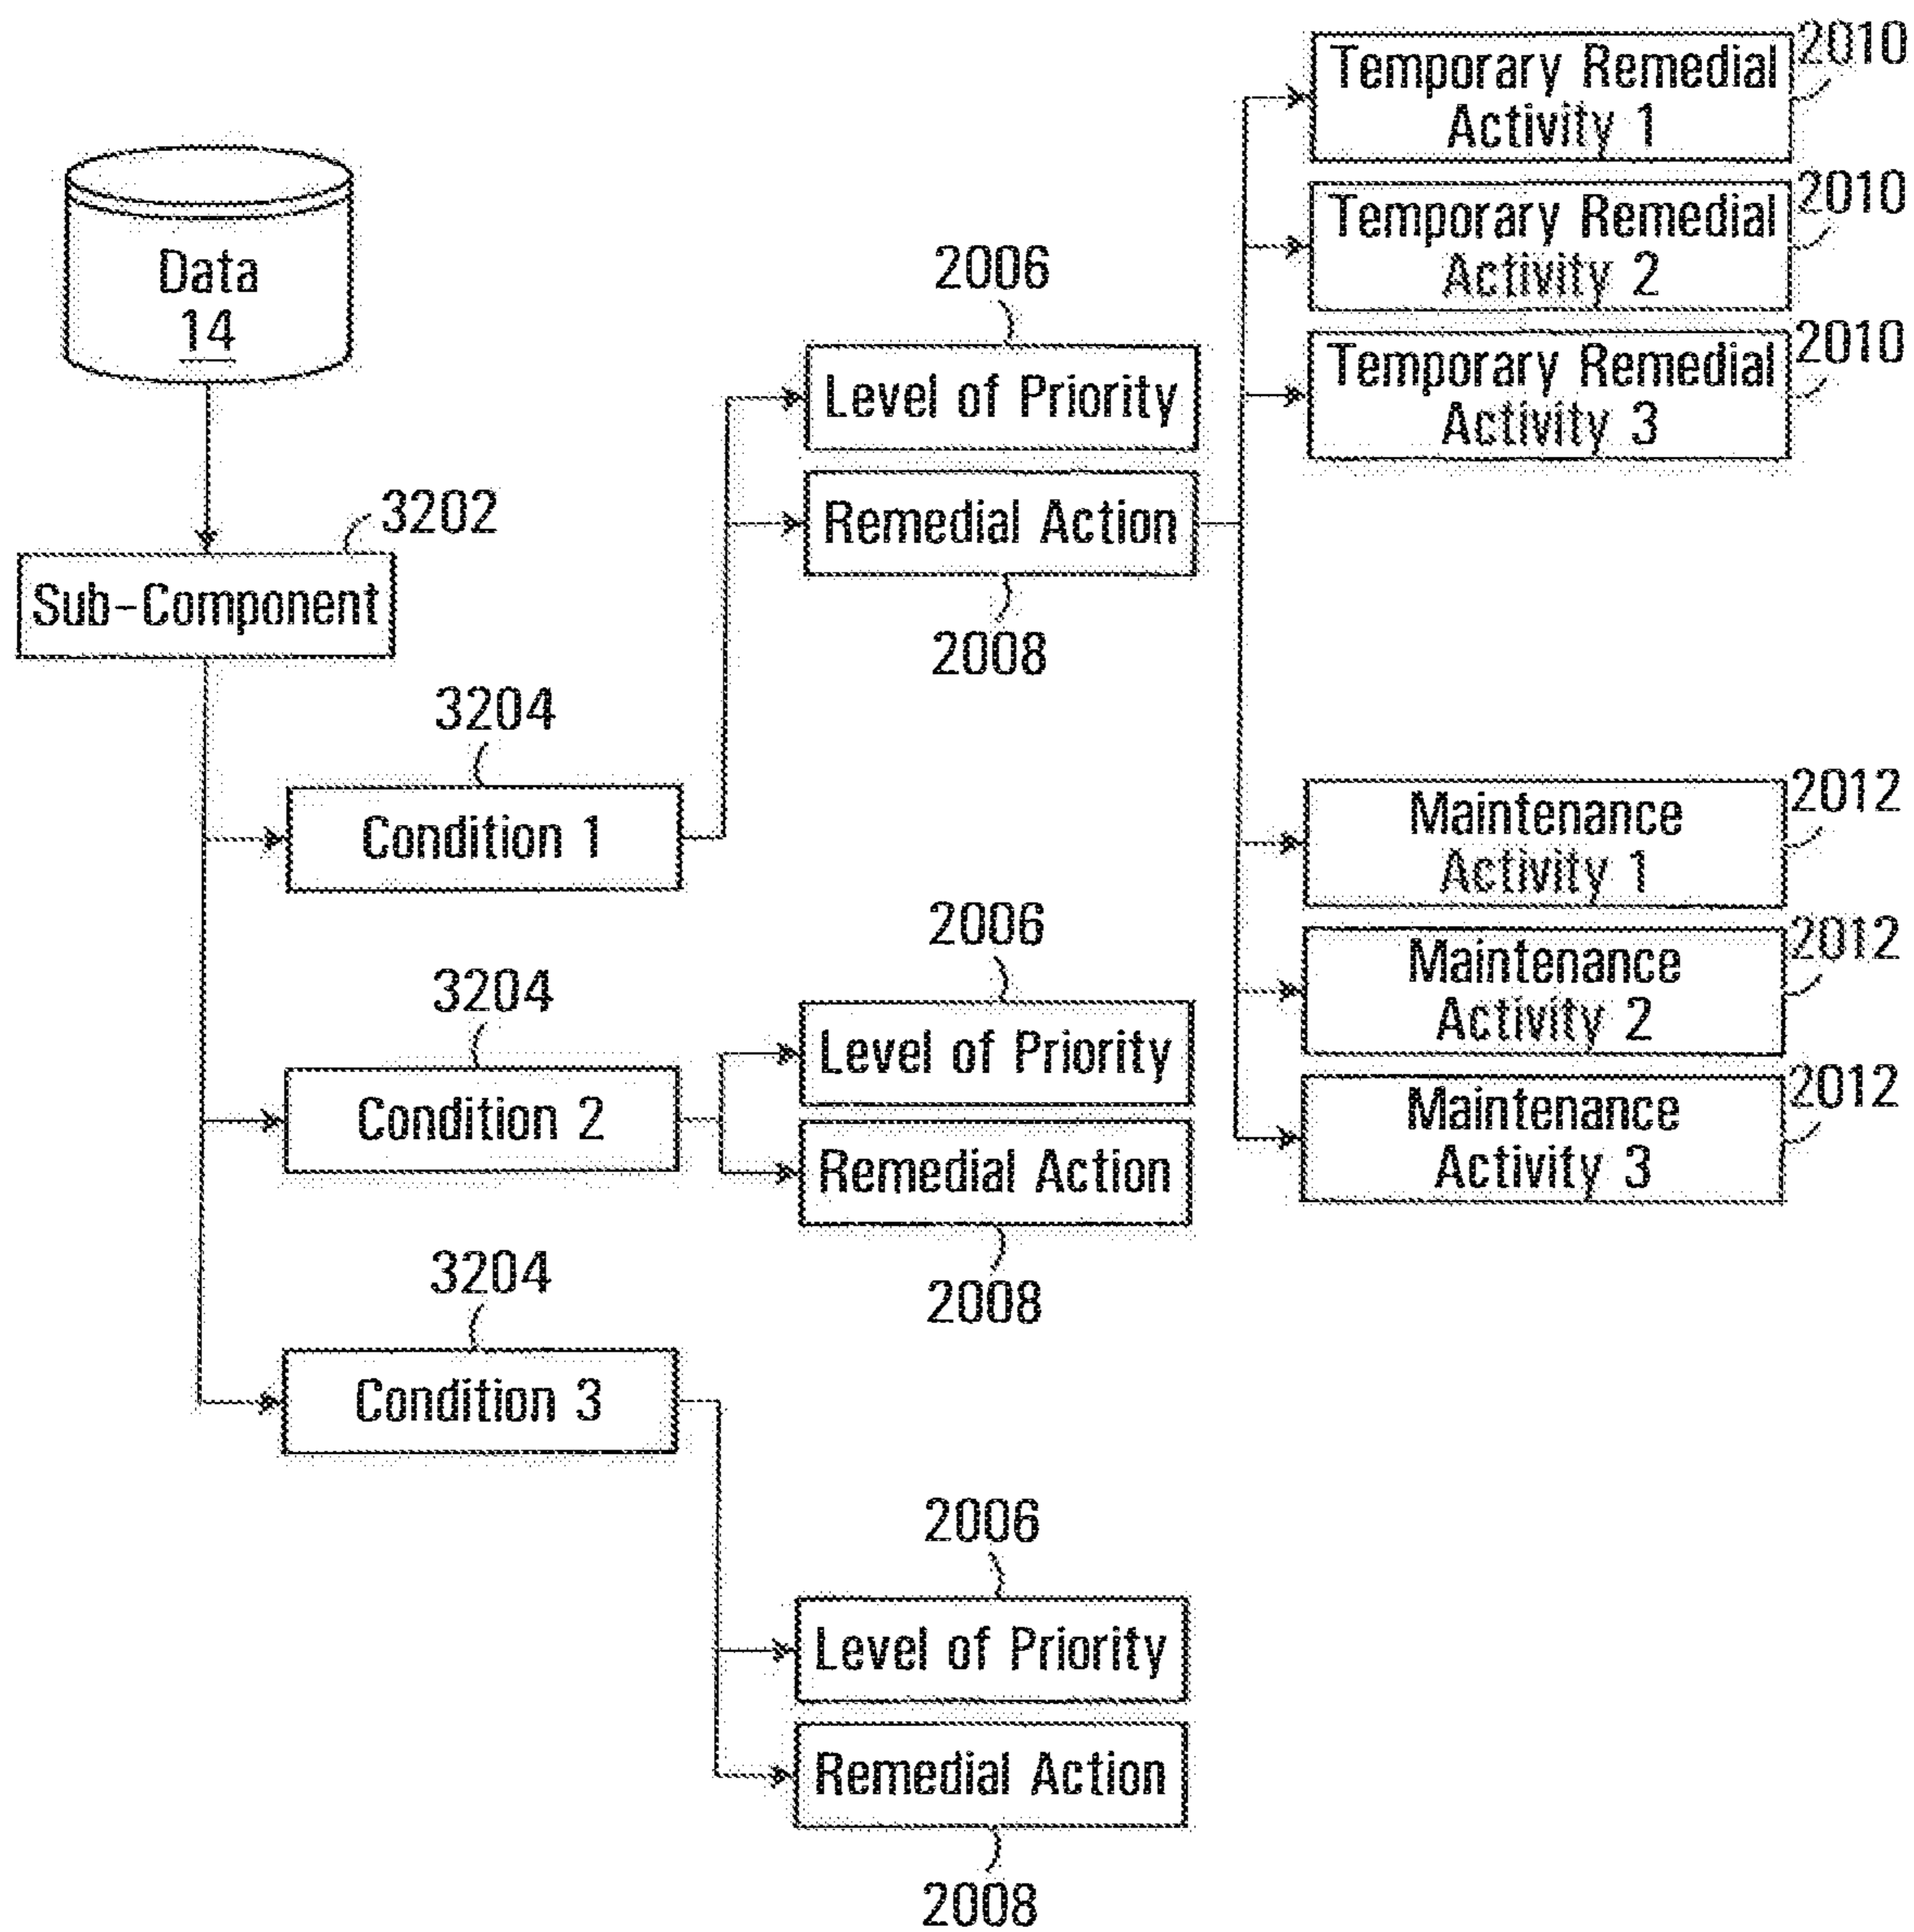 Data
14
3202
Sub-Component
3204
Condition 1
3204
Condition 2
3204
Condition 3
2006
Level of Priority
Remedial Action
2008
2006
Level of Priority
Remedial Action
2008
2006
Level of Priority
Remedial Action
2008
2010
Temporary Remedial
Activity 1
2010
Temporary Remedial
Activity 2
2010
Temporary Remedial
Activity 3
2012
Maintenance
Activity 1
2012
Maintenance
Activity 2
2012
Maintenance
Activity 3